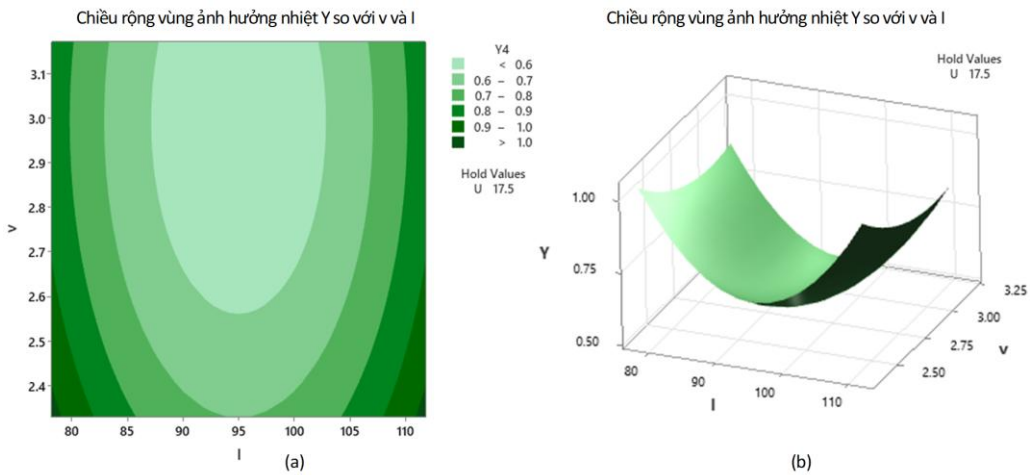 Chiều rộng vùng ảnh hưởng nhiệt Y so với v và I
Y4
< 0.6
0.6 – 0.7
0.7 – 0.8
0.8 – 0.9
0.9 – 1.0
> 1.0
Hold Values
U 17.5
v
3.1
3.0
2.9
2.8
2.7
2.6
2.5
2.4
80 85 90 95 100 105 110
I
(a)
Chiều rộng vùng ảnh hưởng nhiệt Y so với v và I
Hold Values
U 17.5
Y
1.00
0.75
0.50
80
90
100
110
I
3.25
3.00
2.75
2.50
v
(b)